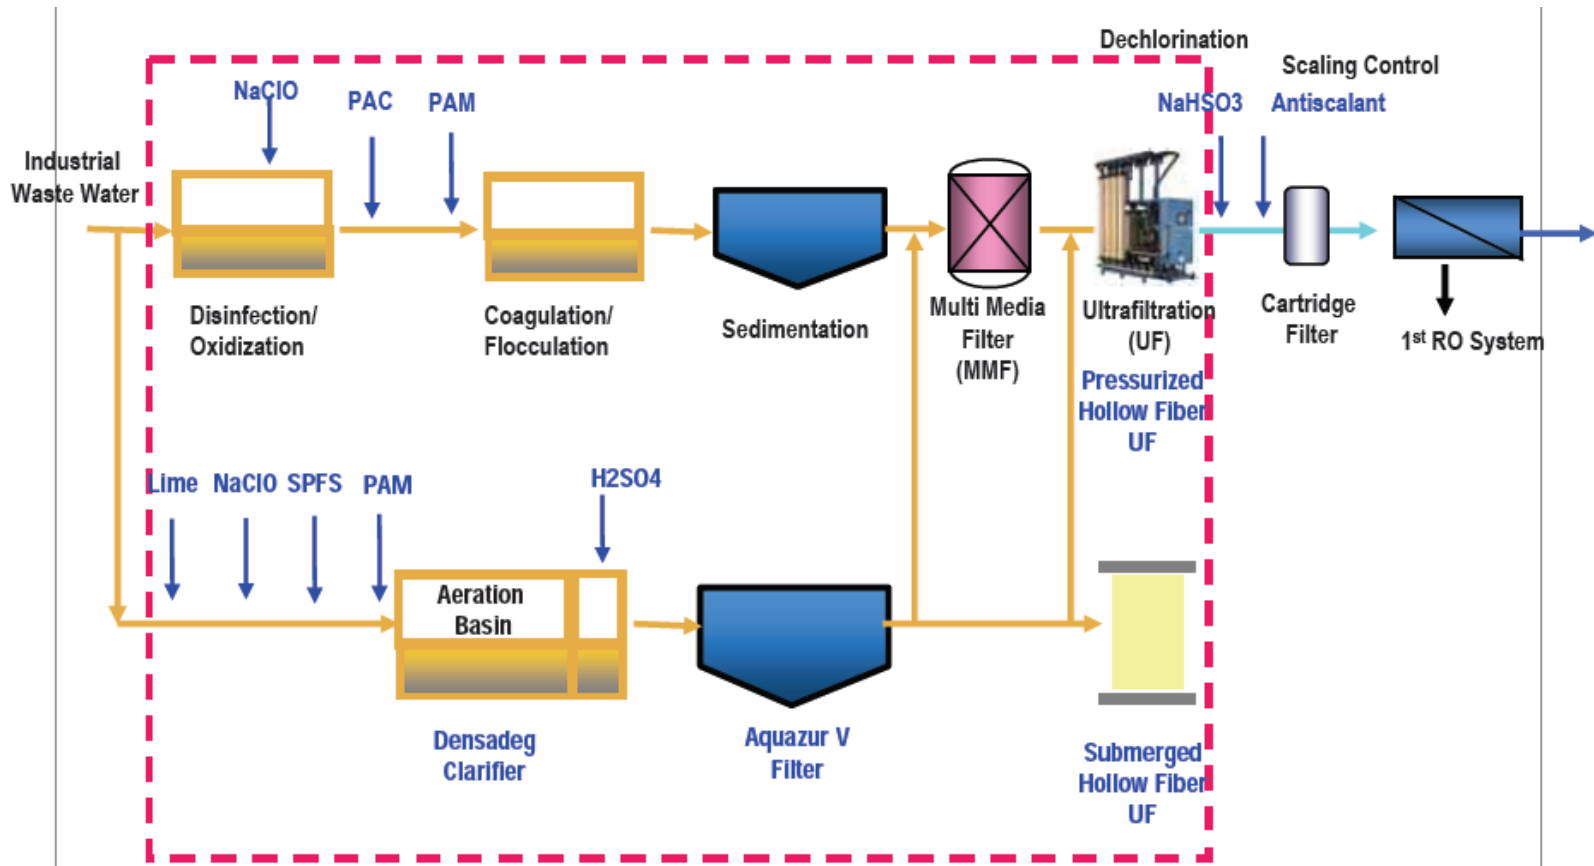 Dechlorination
Scaling Control
NaClO
PAC
PAM
NaHSO3
Antiscalant
Industrial
Waste Water
Disinfection/
Oxidization
Coagulation/
Flocculation
Sedimentation
Multi Media
Filter
(MMF)
Ultrafiltration
(UF)
Pressurized
Hollow Fiber
UF
Cartridge
Filter
1st RO System
Lime
NaClO
SPFS
PAM
H2SO4
Aeration
Basin
Densadeg
Clarifier
Aquazur V
Filter
Submerged
Hollow Fiber
UF